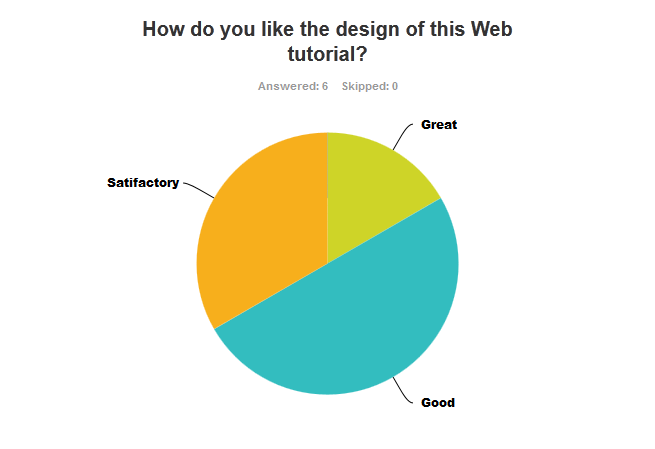 How do you like the design of this Web
tutorial?
Answered: 6 Skipped: 0
Great
Satifactory
Good